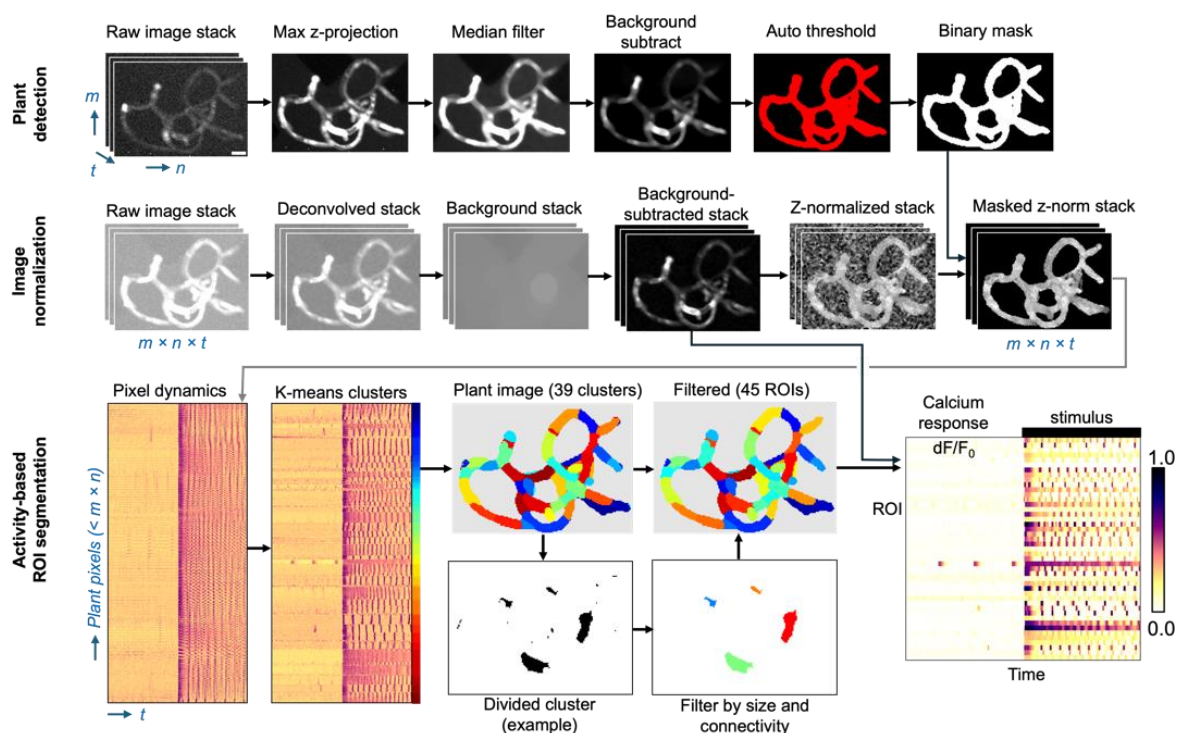 Plant
detection
Raw image stack
Max z-projection
Median filter
Background
subtract
Auto threshold
Binary mask
m
t
n
Image
normalization
Raw image stack
Deconvolved stack
Background stack
Background-
subtracted stack
Z-normalized stack
Masked z-norm stack
m × n × t
m × n × t
Activity-based
ROI segmentation
Pixel dynamics
K-means clusters
Plant image (39 clusters)
Filtered (45 ROIs)
Plant pixels (< m × n)
t
Divided cluster
(example)
Filter by size and
connectivity
Calcium
response
dF/F₀
stimulus
ROI
Time
1.0
0.0